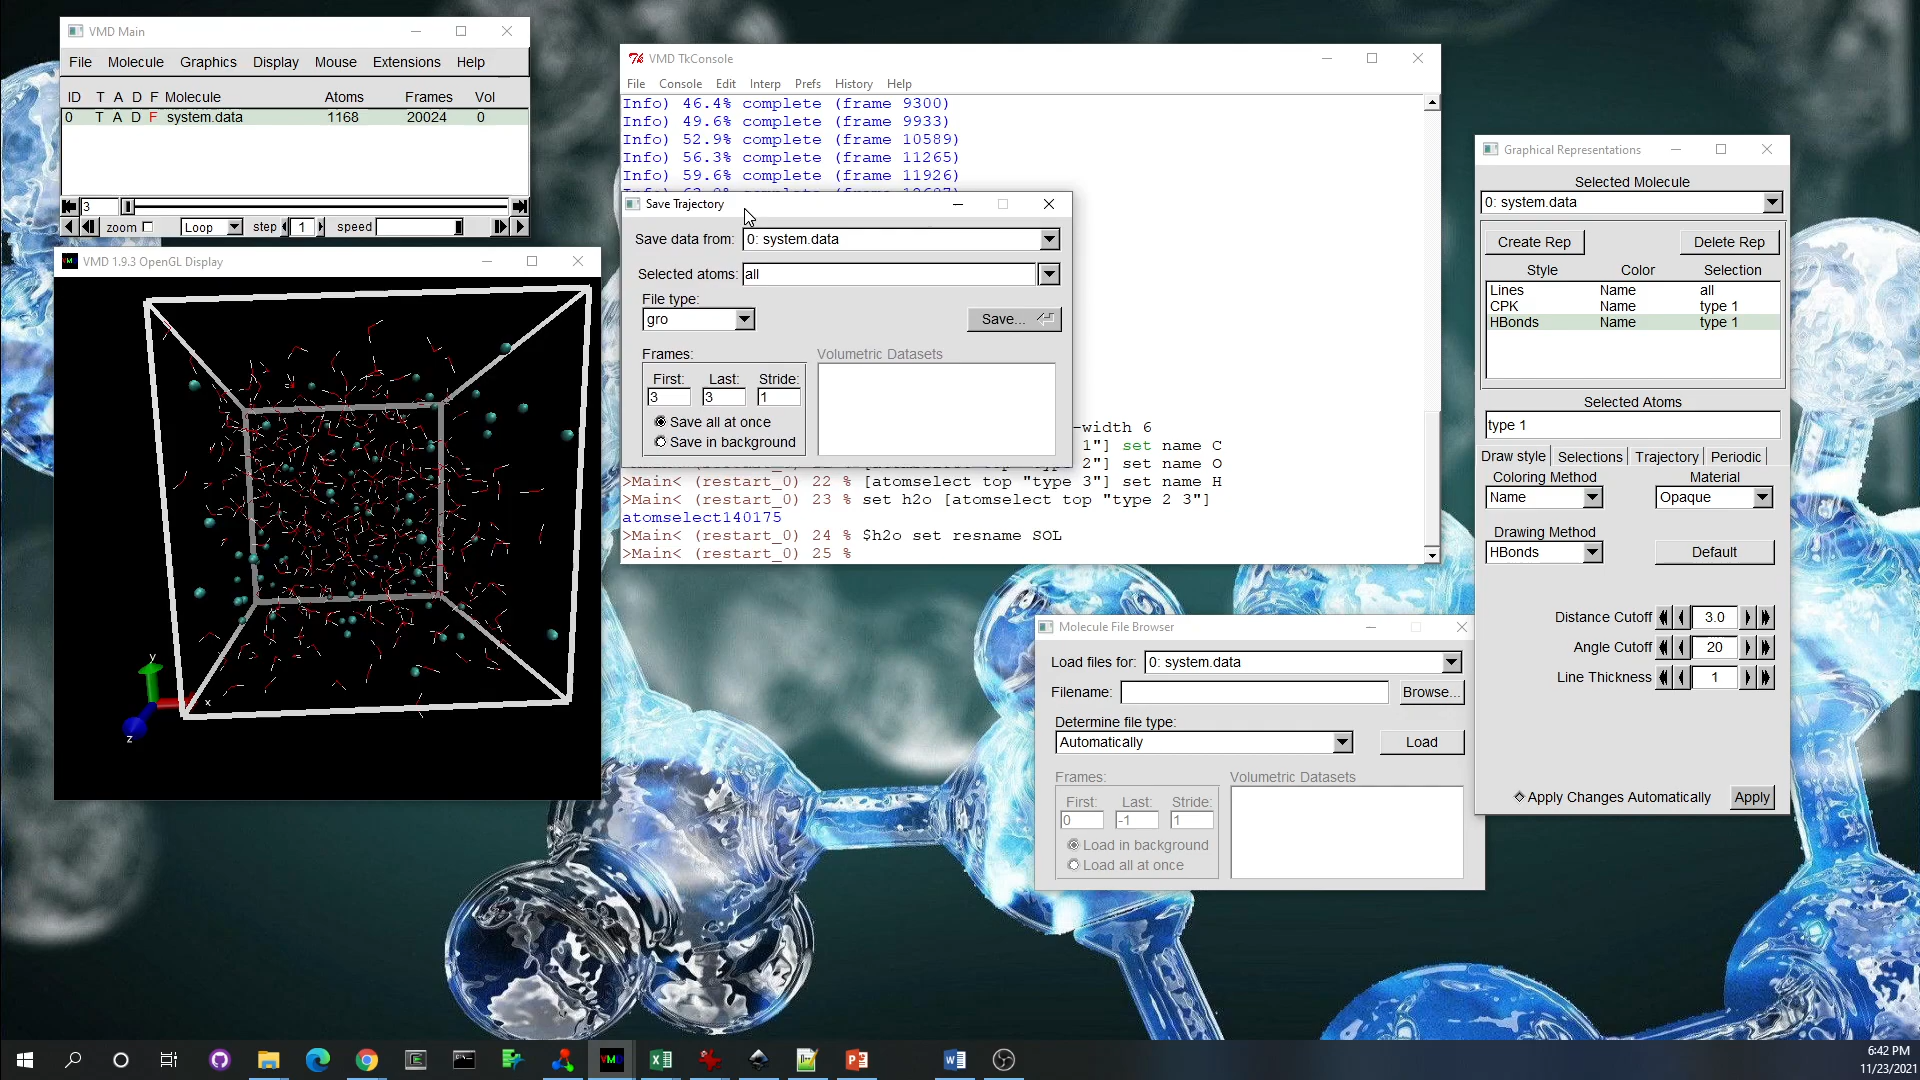 VMD Main
File Molecule Graphics Display Mouse Extensions Help
ID T A D F Molecule Atoms Frames Vol
0 T A D F system.data 1168 20024 0
3
zoom Loop step 1 speed
VMD 1.9.3 OpenGL Display
y
x
z
VMD TkConsole
File Console Edit Interp Prefs History Help
Info) 46.4% complete (frame 9300)
Info) 49.6% complete (frame 9933)
Info) 52.9% complete (frame 10589)
Info) 56.3% complete (frame 11265)
Info) 59.6% complete (frame 11926)
-width 6
1"] set name C
2"] set name O
>Main< (restart_0) 22 % [atomselect top "type 3"] set name H
>Main< (restart_0) 23 % set h2o [atomselect top "type 2 3"]
atomselect140175
>Main< (restart_0) 24 % $h2o set resname SOL
>Main< (restart_0) 25 %
Save Trajectory
Save data from: 0: system.data
Selected atoms: all
File type:
gro
Save...
Frames:
First: Last: Stride:
3 3 1
Save all at once
Save in background
Volumetric Datasets
Molecule File Browser
Load files for: 0: system.data
Filename: Browse...
Determine file type:
Automatically
Load
Frames:
First: Last: Stride:
0 -1 1
Load in background
Load all at once
Volumetric Datasets
Graphical Representations
Selected Molecule
0: system.data
Create Rep Delete Rep
Style Color Selection
Lines Name all
CPK Name type 1
HBonds Name type 1
Selected Atoms
type 1
Draw style Selections Trajectory Periodic
Coloring Method Material
Name Opaque
Drawing Method
HBonds Default
Distance Cutoff 3.0
Angle Cutoff 20
Line Thickness 1
Apply Changes Automatically Apply
6:42 PM
11/23/2021